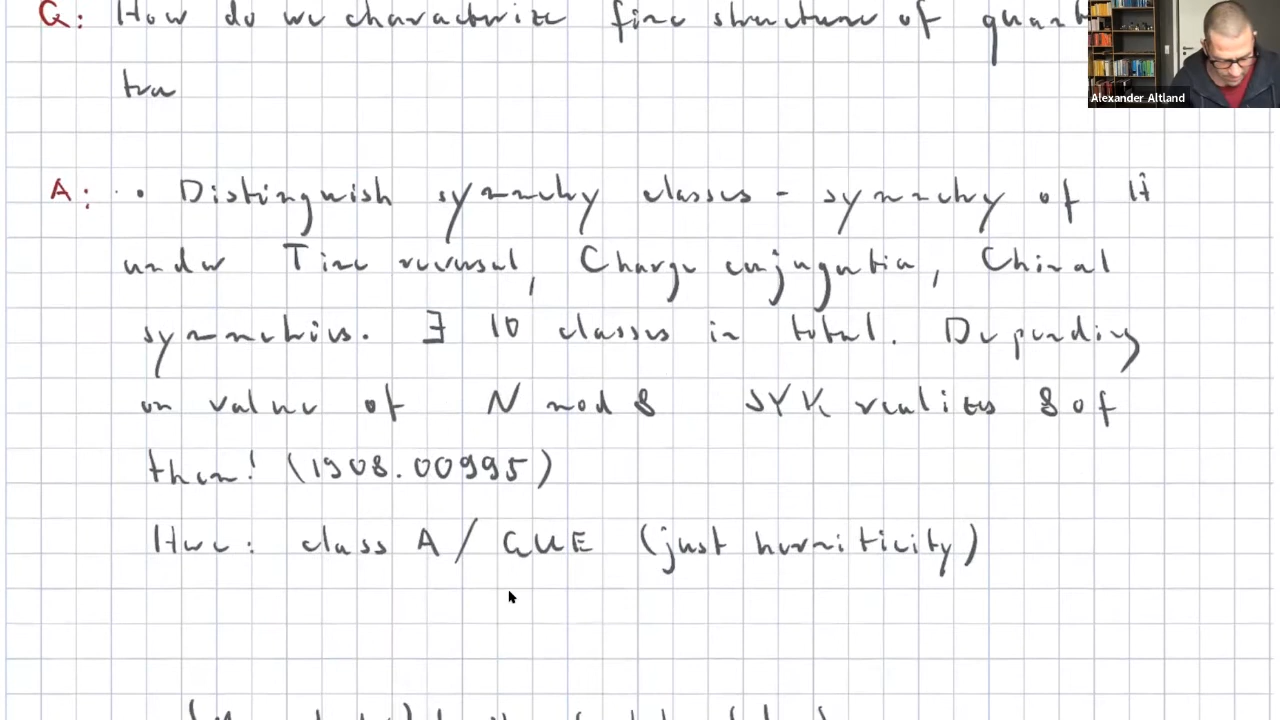 Q: How do we characterize fine structure of
Alexander Altland
A: • Distinguish symmetry classes - symmetry of Ĥ
under Time reversal, Charge conjugation, Chiral
symmetries. ∃ 10 classes in total. Depending
on value of N mod 8 SYK realizes 8 of
them! (1908.00995)
Here: class A / GUE (just hermiticity)